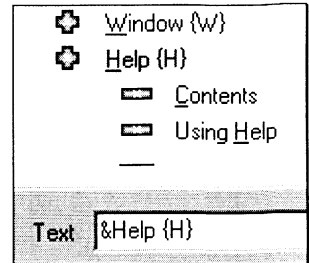 Window {W}
Help {H}
Contents
Using Help
Text &Help {H}